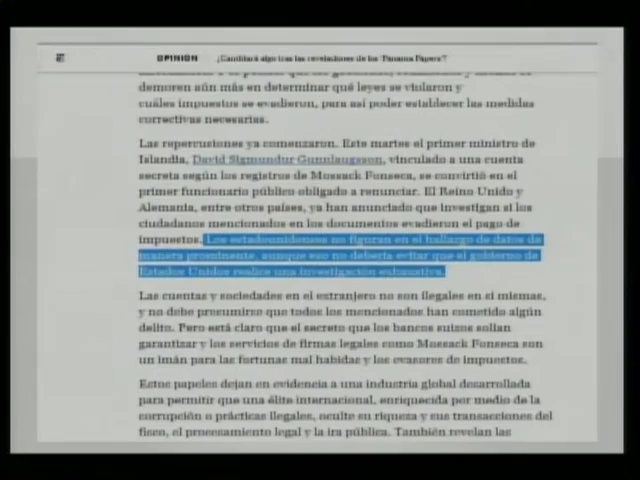 OPINIÓN ¿Cambiará algo tras las revelaciones de los 'Panama Papers'?
demoren aún más en determinar qué leyes se violaron y
cuáles impuestos se evadieron, para así poder establecer las medidas
correctivas necesarias.
Las repercusiones ya comenzaron. Este martes el primer ministro de
Islandia, David Sigmundur Gunnlaugsson, vinculado a una cuenta
secreta según los registros de Mossack Fonseca, se convirtió en el
primer funcionario público obligado a renunciar. El Reino Unido y
Alemania, entre otros países, ya han anunciado que investigan si los
ciudadanos mencionados en los documentos evadieron el pago de
impuestos. Los estadounidenses no figuran en el hallazgo de datos de
manera prominente, aunque eso no debería evitar que el gobierno de
Estados Unidos realice una investigación exhaustiva.
Las cuentas y sociedades en el extranjero no son ilegales en sí mismas,
y no debe presumirse que todos los mencionados han cometido algún
delito. Pero está claro que el secreto que los bancos suizos solían
garantizar y los servicios de firmas legales como Mossack Fonseca son
un imán para las fortunas mal habidas y los evasores de impuestos.
Estos papeles dejan en evidencia a una industria global desarrollada
para permitir que una élite internacional, enriquecida por medio de la
corrupción o prácticas ilegales, oculte su riqueza y sus transacciones del
fisco, el procesamiento legal y la ira pública. También revelan las